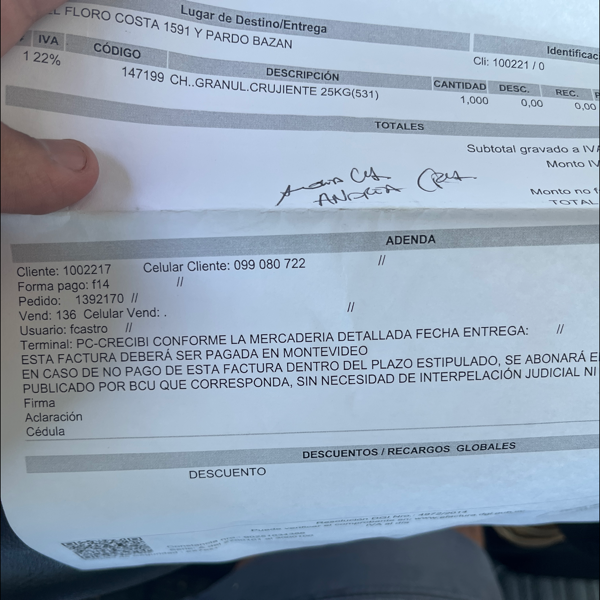 Lugar de Destino/Entrega
FLORO COSTA 1591 Y PARDO BAZAN
Cli: 100221 / 0
IVA CÓDIGO DESCRIPCIÓN CANTIDAD DESC. REC.
1 22% 147199 CH..GRANUL.CRUJIENTE 25KG(531) 1,000 0,00 0,00
TOTALES
Subtotal gravado a IVA
Monto IV
Monto no f
TOTAL
ANDREA
ADENDA
Cliente: 1002217 Celular Cliente: 099 080 722 //
Forma pago: f14 //
Pedido: 1392170 //
Vend: 136 Celular Vend: . //
Usuario: fcastro //
Terminal: PC-CRECIBI CONFORME LA MERCADERIA DETALLADA FECHA ENTREGA: //
ESTA FACTURA DEBERÁ SER PAGADA EN MONTEVIDEO
EN CASO DE NO PAGO DE ESTA FACTURA DENTRO DEL PLAZO ESTIPULADO, SE ABONARÁ E
PUBLICADO POR BCU QUE CORRESPONDA, SIN NECESIDAD DE INTERPELACIÓN JUDICIAL NI
Firma
Aclaración
Cédula
DESCUENTOS / RECARGOS GLOBALES
DESCUENTO